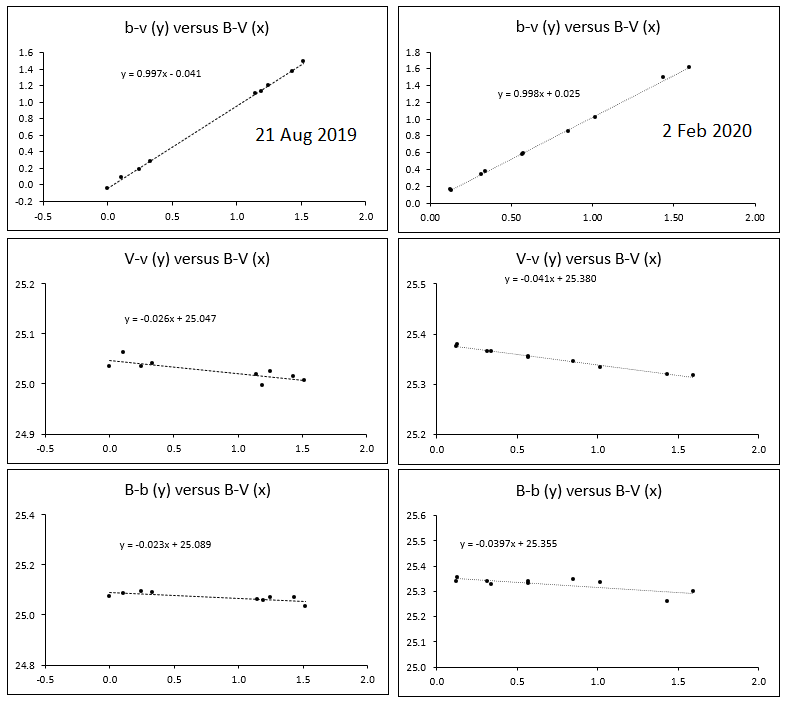 b-v (y) versus B-V (x)
1.6
1.4
1.2
1.0
0.8
0.6
0.4
0.2
0.0
-0.2
y = 0.997x - 0.041
21 Aug 2019
-0.5 0.0 0.5 1.0 1.5 2.0
b-v (y) versus B-V (x)
1.8
1.6
1.4
1.2
1.0
0.8
0.6
0.4
0.2
0.0
y = 0.998x + 0.025
2 Feb 2020
0.00 0.50 1.00 1.50 2.00
V-v (y) versus B-V (x)
25.2
25.1
25.0
24.9
y = -0.026x + 25.047
-0.5 0.0 0.5 1.0 1.5 2.0
V-v (y) versus B-V (x)
y = -0.041x + 25.380
25.5
25.4
25.3
25.2
0.0 0.5 1.0 1.5 2.0
B-b (y) versus B-V (x)
25.4
25.2
25.0
24.8
y = -0.023x + 25.089
-0.5 0.0 0.5 1.0 1.5 2.0
B-b (y) versus B-V (x)
25.6
25.5
25.4
25.3
25.2
25.1
25.0
y = -0.0397x + 25.355
0.0 0.5 1.0 1.5 2.0